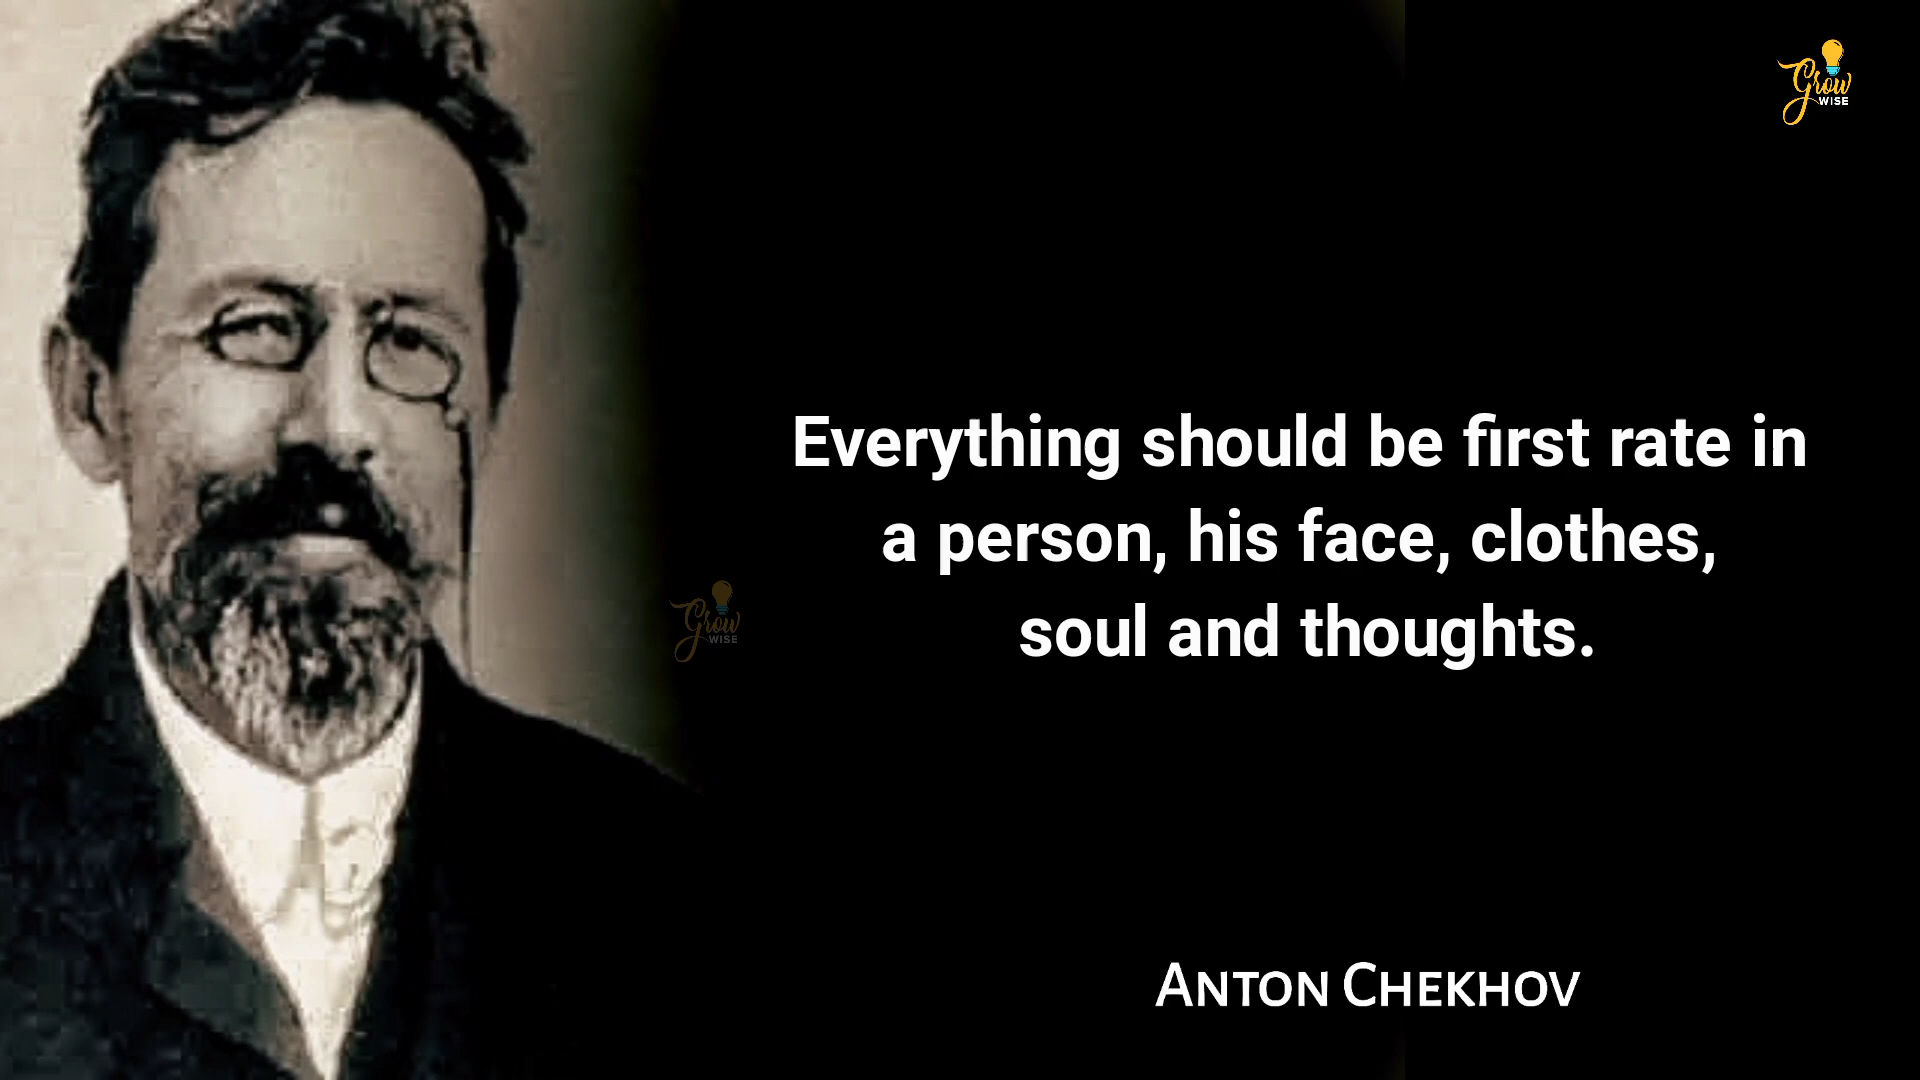 Grow
WISE
Everything should be first rate in
a person, his face, clothes,
soul and thoughts.
Grow
WISE
Anton Chekhov